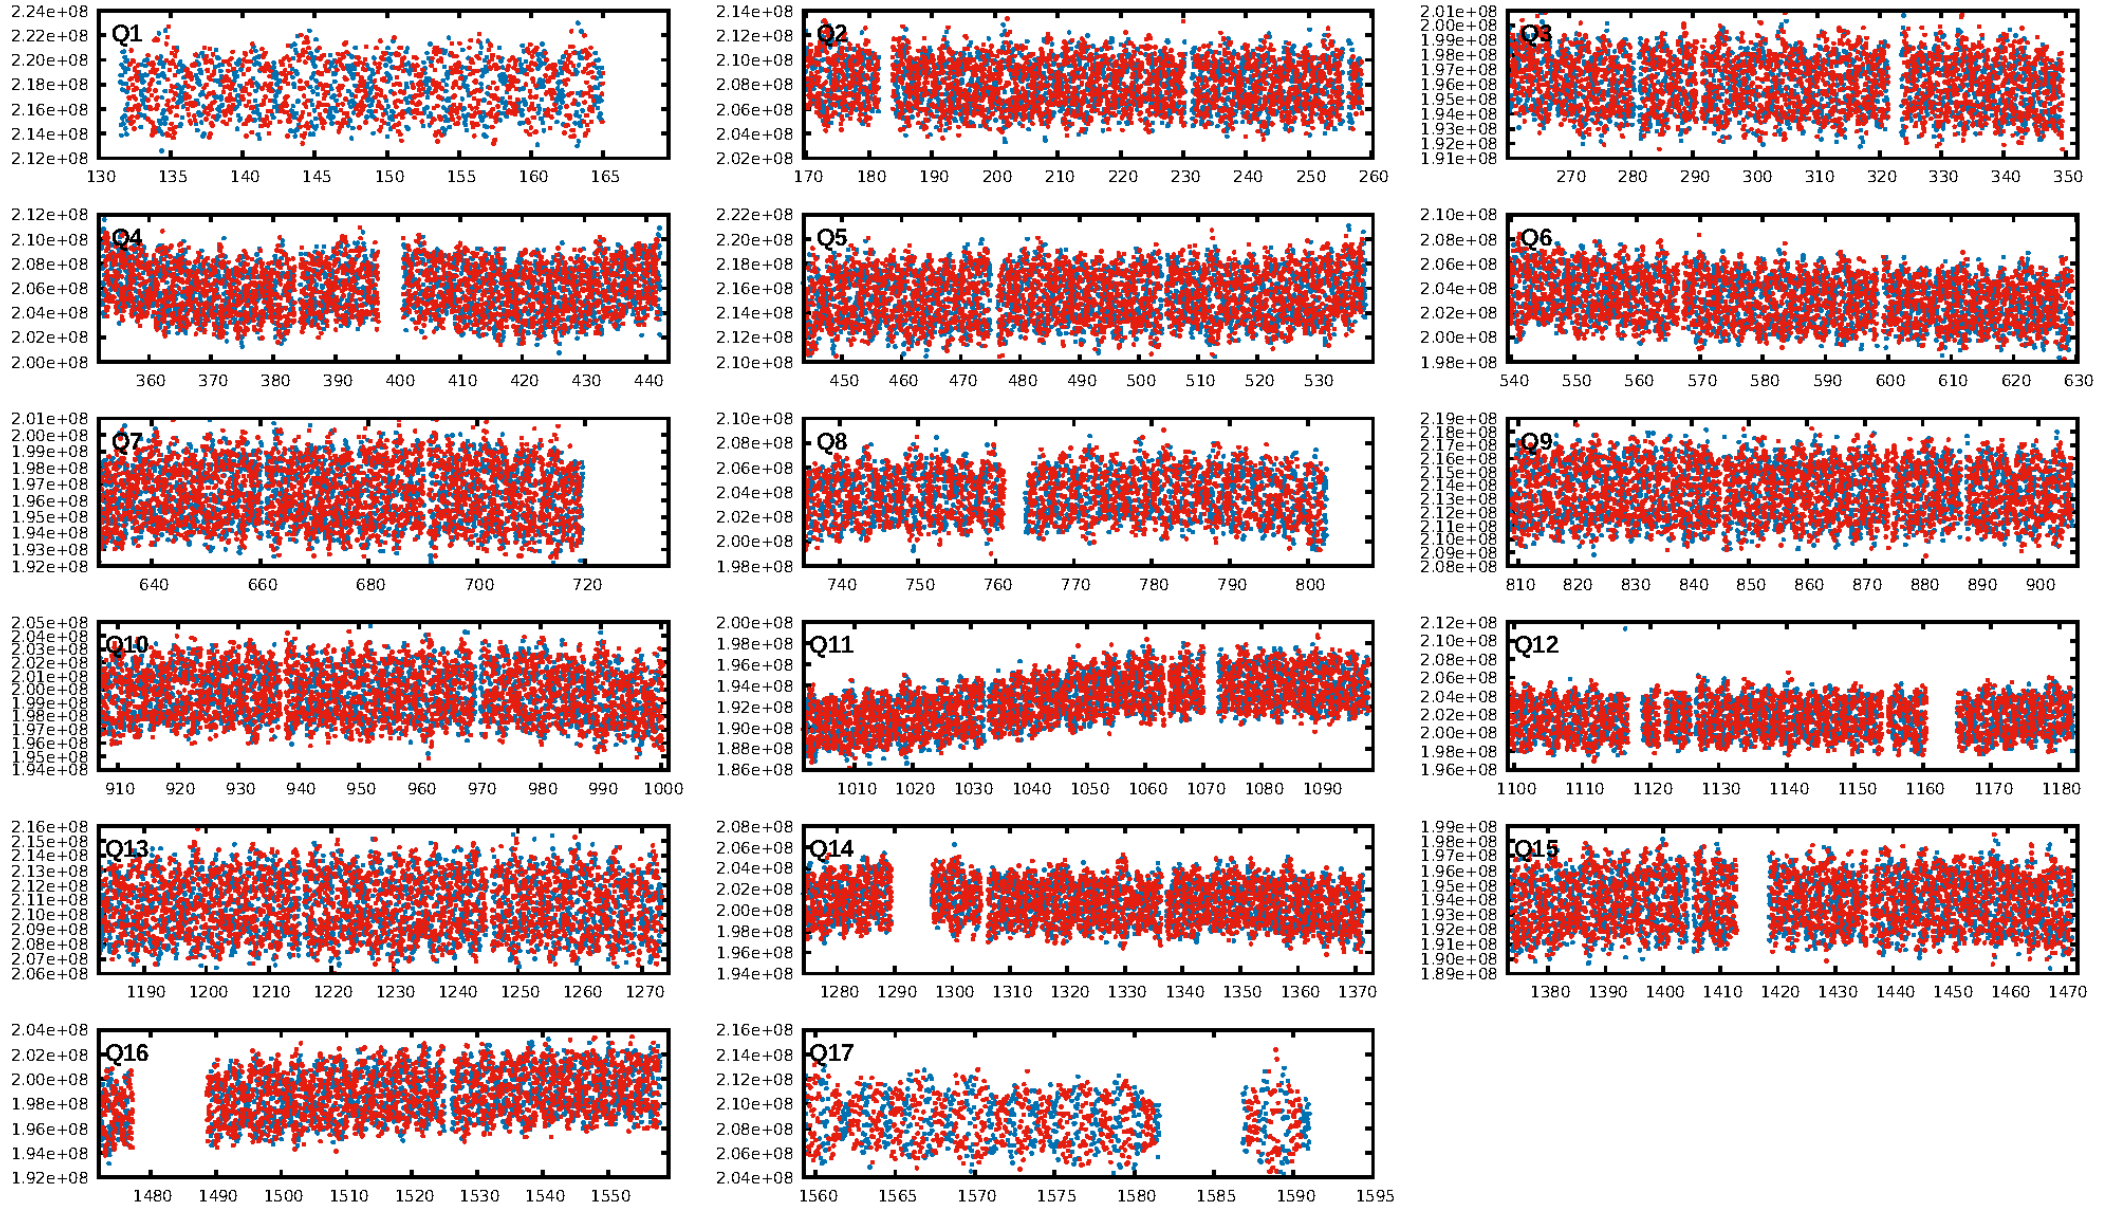 Q1
2.24e+08
2.22e+08
2.20e+08
2.18e+08
2.16e+08
2.14e+08
2.12e+08
130 135 140 145 150 155 160 165
Q2
2.14e+08
2.12e+08
2.10e+08
2.08e+08
2.06e+08
2.04e+08
2.02e+08
170 180 190 200 210 220 230 240 250 260
Q3
2.01e+08
2.00e+08
1.99e+08
1.98e+08
1.97e+08
1.96e+08
1.95e+08
1.94e+08
1.93e+08
1.92e+08
1.91e+08
270 280 290 300 310 320 330 340 350
Q4
2.12e+08
2.10e+08
2.08e+08
2.06e+08
2.04e+08
2.02e+08
2.00e+08
360 370 380 390 400 410 420 430 440
Q5
2.22e+08
2.20e+08
2.18e+08
2.16e+08
2.14e+08
2.12e+08
2.10e+08
450 460 470 480 490 500 510 520 530
Q6
2.10e+08
2.08e+08
2.06e+08
2.04e+08
2.02e+08
2.00e+08
1.98e+08
540 550 560 570 580 590 600 610 620 630
Q7
2.01e+08
2.00e+08
1.99e+08
1.98e+08
1.97e+08
1.96e+08
1.95e+08
1.94e+08
1.93e+08
1.92e+08
640 660 680 700 720
Q8
2.10e+08
2.08e+08
2.06e+08
2.04e+08
2.02e+08
2.00e+08
1.98e+08
740 750 760 770 780 790 800
Q9
2.19e+08
2.18e+08
2.17e+08
2.16e+08
2.15e+08
2.14e+08
2.13e+08
2.12e+08
2.11e+08
2.10e+08
2.09e+08
2.08e+08
810 820 830 840 850 860 870 880 890 900
Q10
2.05e+08
2.04e+08
2.03e+08
2.02e+08
2.01e+08
2.00e+08
1.99e+08
1.98e+08
1.97e+08
1.96e+08
1.95e+08
1.94e+08
910 920 930 940 950 960 970 980 990 1000
Q11
2.00e+08
1.98e+08
1.96e+08
1.94e+08
1.92e+08
1.90e+08
1.88e+08
1.86e+08
1010 1020 1030 1040 1050 1060 1070 1080 1090
Q12
2.12e+08
2.10e+08
2.08e+08
2.06e+08
2.04e+08
2.02e+08
2.00e+08
1.98e+08
1.96e+08
1100 1110 1120 1130 1140 1150 1160 1170 1180
Q13
2.16e+08
2.15e+08
2.14e+08
2.13e+08
2.12e+08
2.11e+08
2.10e+08
2.09e+08
2.08e+08
2.07e+08
2.06e+08
1190 1200 1210 1220 1230 1240 1250 1260 1270
Q14
2.08e+08
2.06e+08
2.04e+08
2.02e+08
2.00e+08
1.98e+08
1.96e+08
1.94e+08
1280 1290 1300 1310 1320 1330 1340 1350 1360 1370
Q15
1.99e+08
1.98e+08
1.97e+08
1.96e+08
1.95e+08
1.94e+08
1.93e+08
1.92e+08
1.91e+08
1.90e+08
1.89e+08
1380 1390 1400 1410 1420 1430 1440 1450 1460 1470
Q16
2.04e+08
2.02e+08
2.00e+08
1.98e+08
1.96e+08
1.94e+08
1.92e+08
1480 1490 1500 1510 1520 1530 1540 1550
Q17
2.16e+08
2.14e+08
2.12e+08
2.10e+08
2.08e+08
2.06e+08
2.04e+08
1560 1565 1570 1575 1580 1585 1590 1595